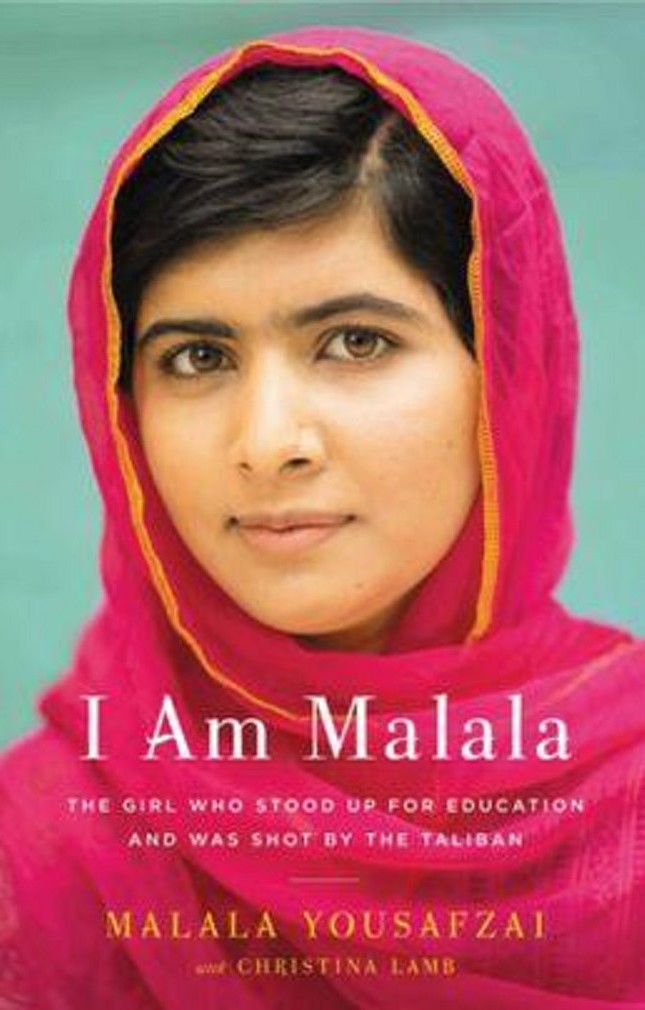 I Am Malala
THE GIRL WHO STOOD UP FOR EDUCATION
AND WAS SHOT BY THE TALIBAN
MALALA YOUSAFZAI
with CHRISTINA LAMB